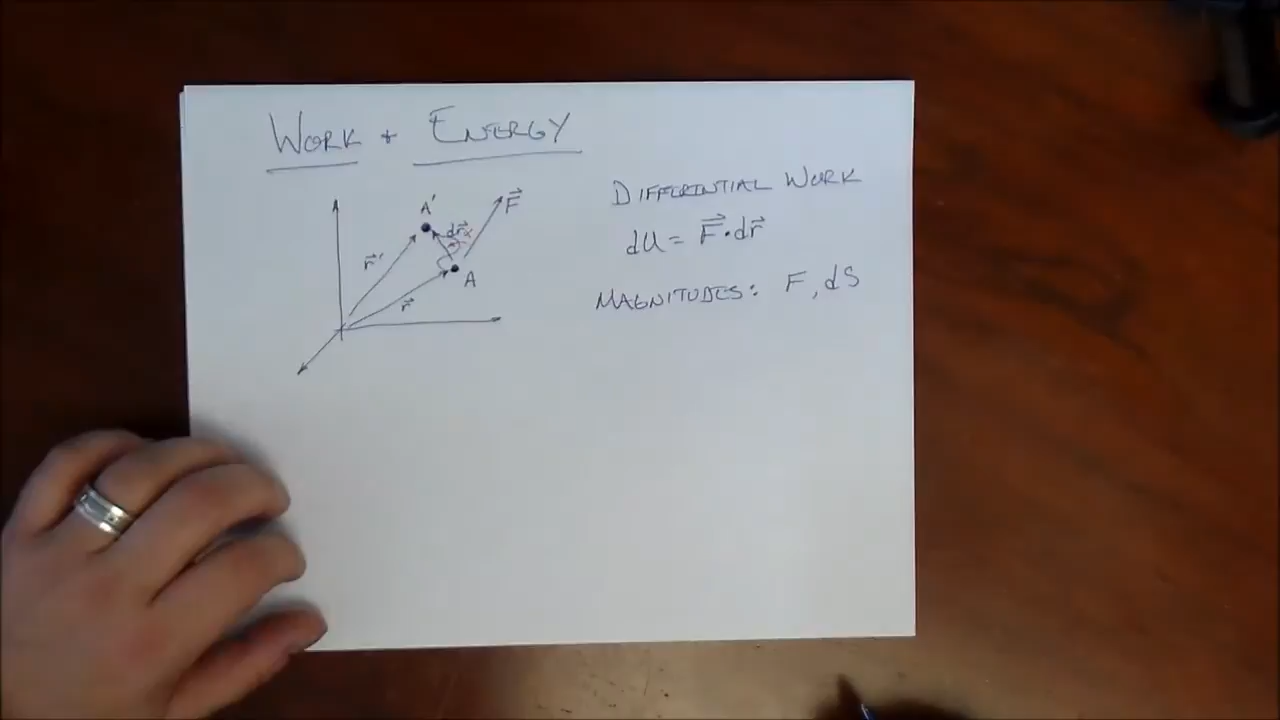 WORK + ENERGY
DIFFERENTIAL WORK
dU = F⃗·dr⃗
MAGNITUDES: F, dS
A'
F⃗
dr⃗
α
r⃗'
A
r⃗